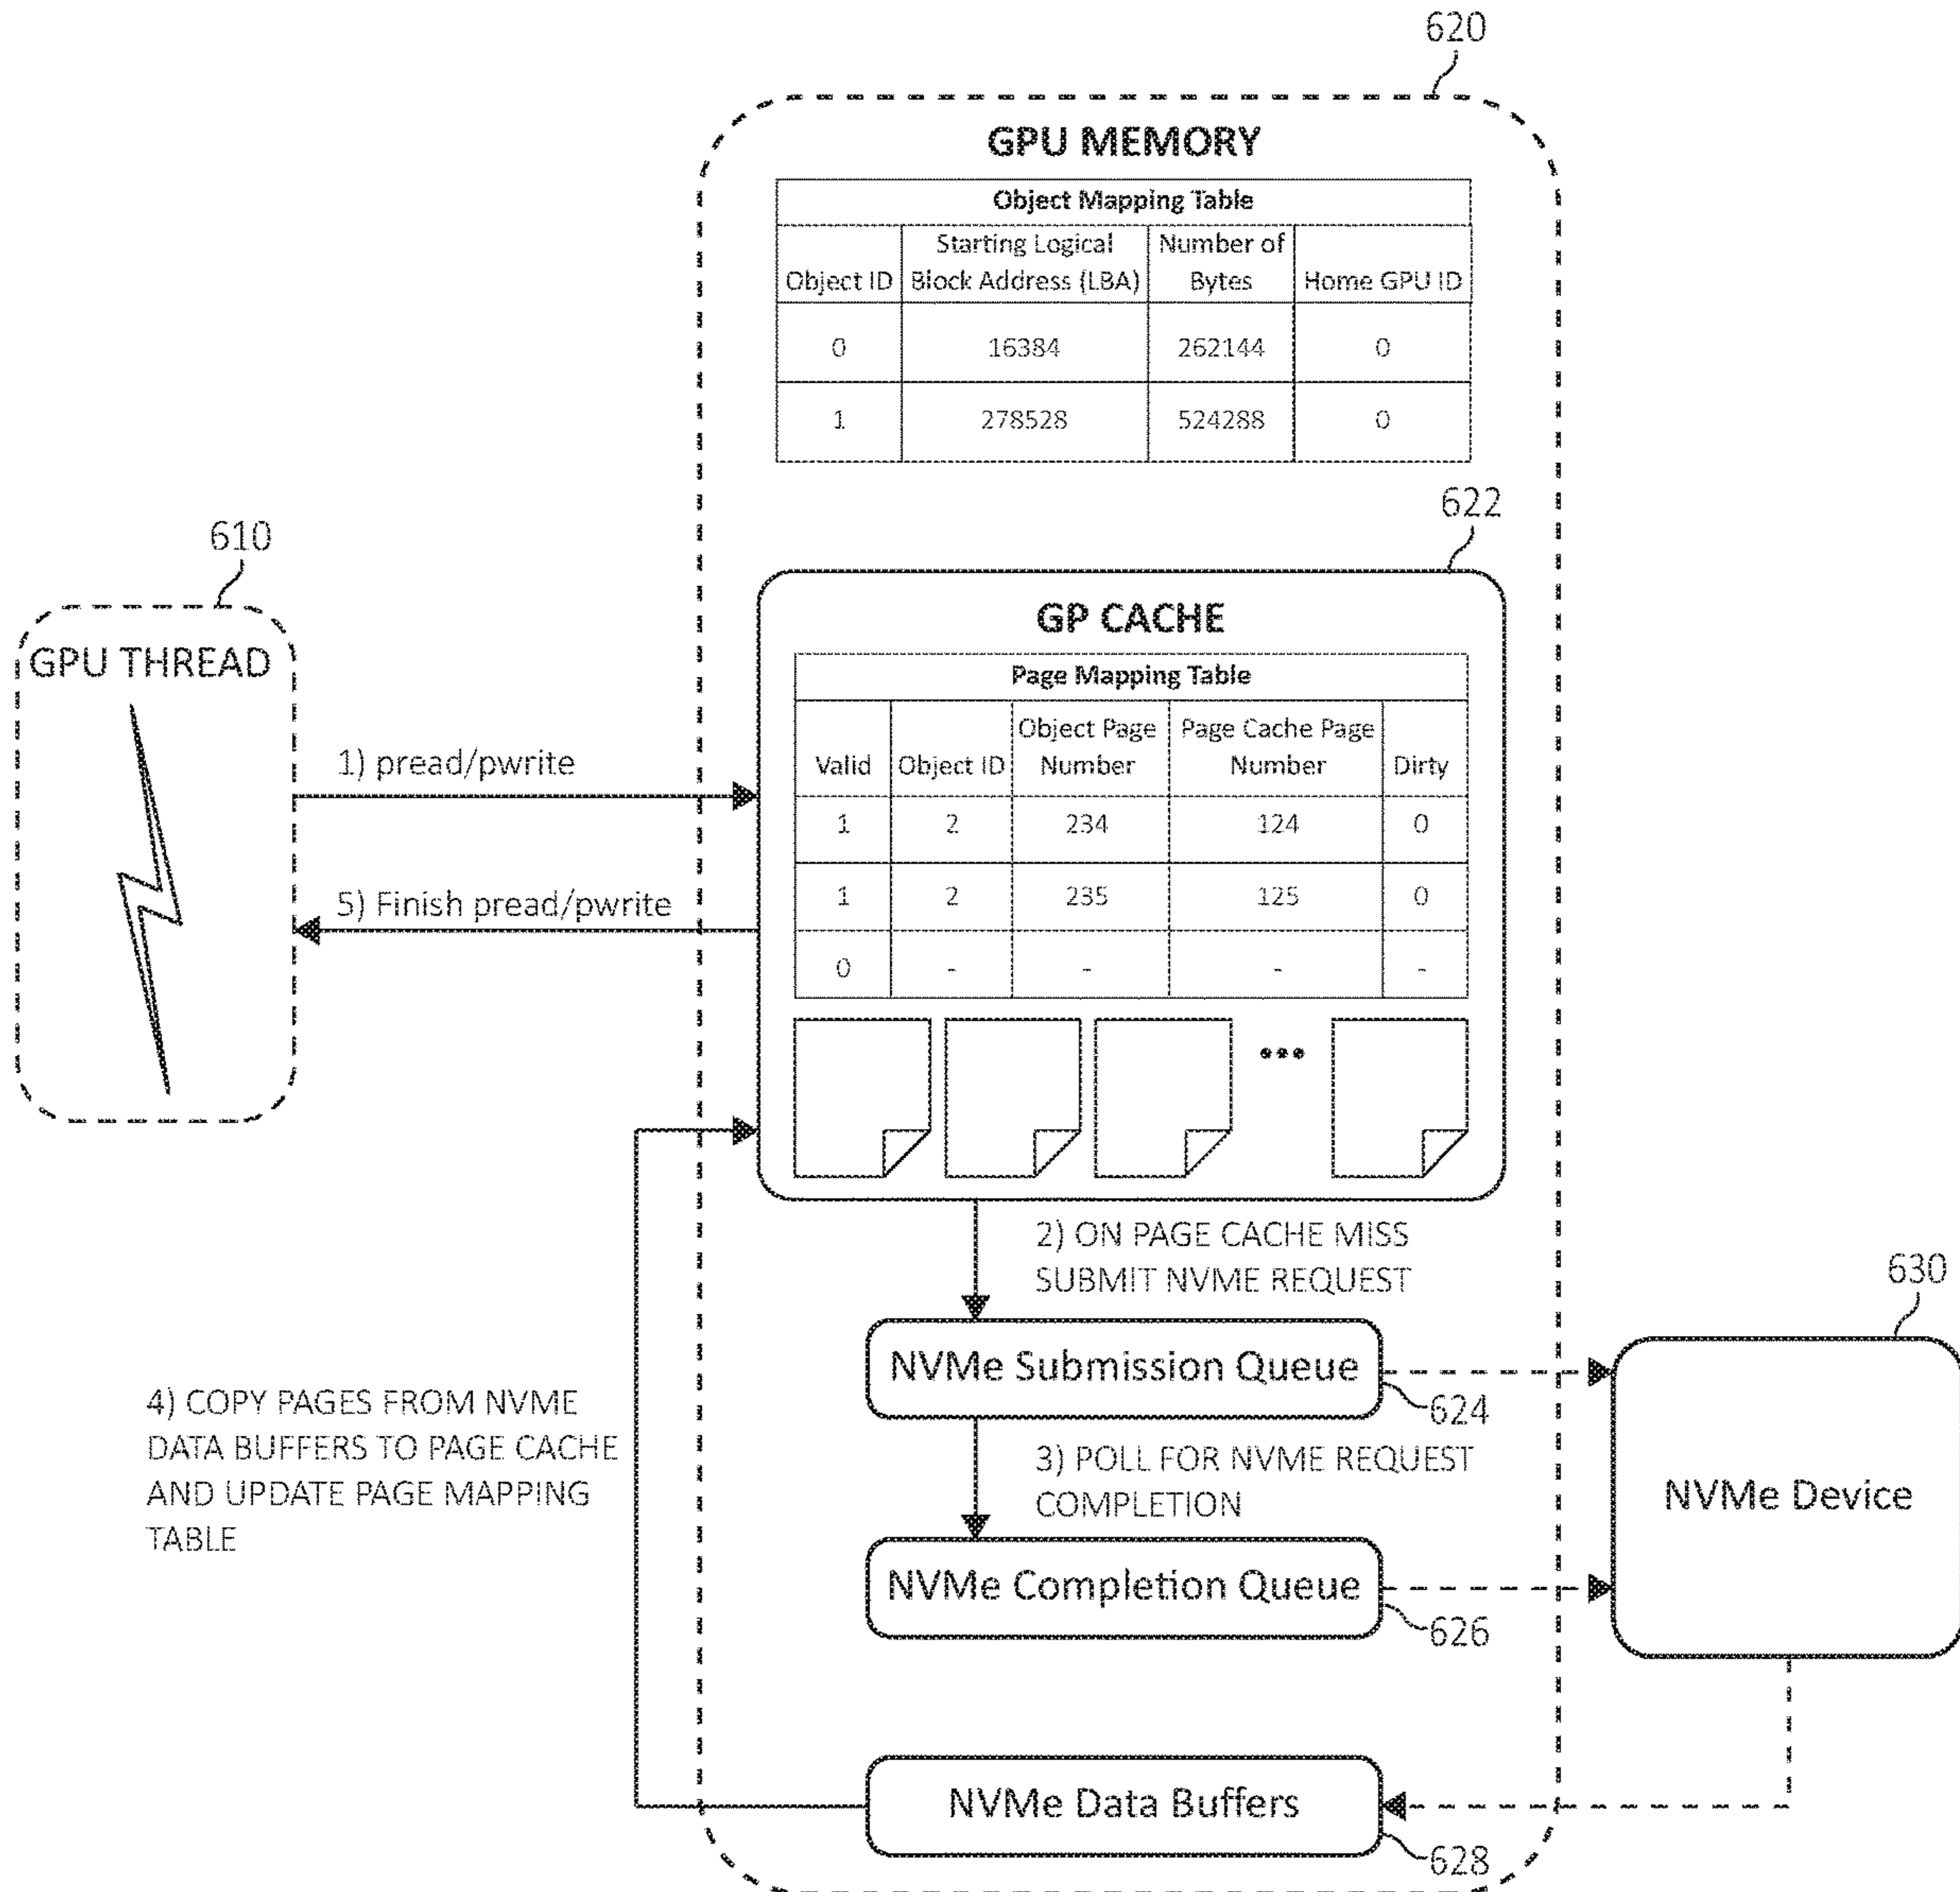 620
GPU MEMORY
Object Mapping Table
Object ID
Starting Logical
Block Address (LBA)
Number of
Bytes
Home GPU ID
0 16384 262144 0
1 278528 524288 0
622
610
GPU THREAD
1) pread/pwrite
5) Finish pread/pwrite
GP CACHE
Page Mapping Table
Valid
Object ID
Object Page
Number
Page Cache Page
Number
Dirty
1 2 234 124 0
1 2 235 125 0
0 - - - -
•••
2) ON PAGE CACHE MISS
SUBMIT NVME REQUEST
NVMe Submission Queue
624
3) POLL FOR NVME REQUEST
COMPLETION
NVMe Completion Queue
626
630
NVMe Device
4) COPY PAGES FROM NVME
DATA BUFFERS TO PAGE CACHE
AND UPDATE PAGE MAPPING
TABLE
NVMe Data Buffers
628